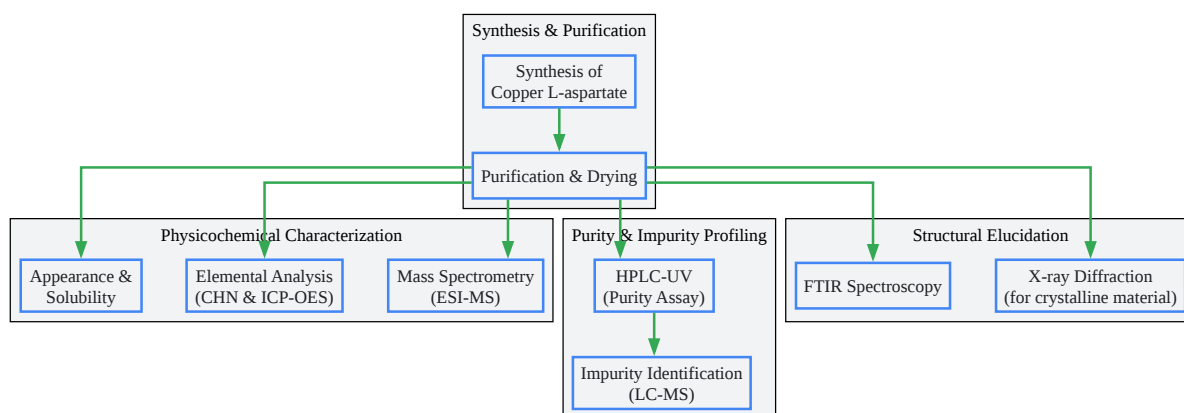 Synthesis & Purification
Synthesis of
Copper L-aspartate
Purification & Drying
Physicochemical Characterization
Appearance &
Solubility
Elemental Analysis
(CHN & ICP-OES)
Mass Spectrometry
(ESI-MS)
Purity & Impurity Profiling
HPLC-UV
(Purity Assay)
Impurity Identification
(LC-MS)
Structural Elucidation
FTIR Spectroscopy
X-ray Diffraction
(for crystalline material)